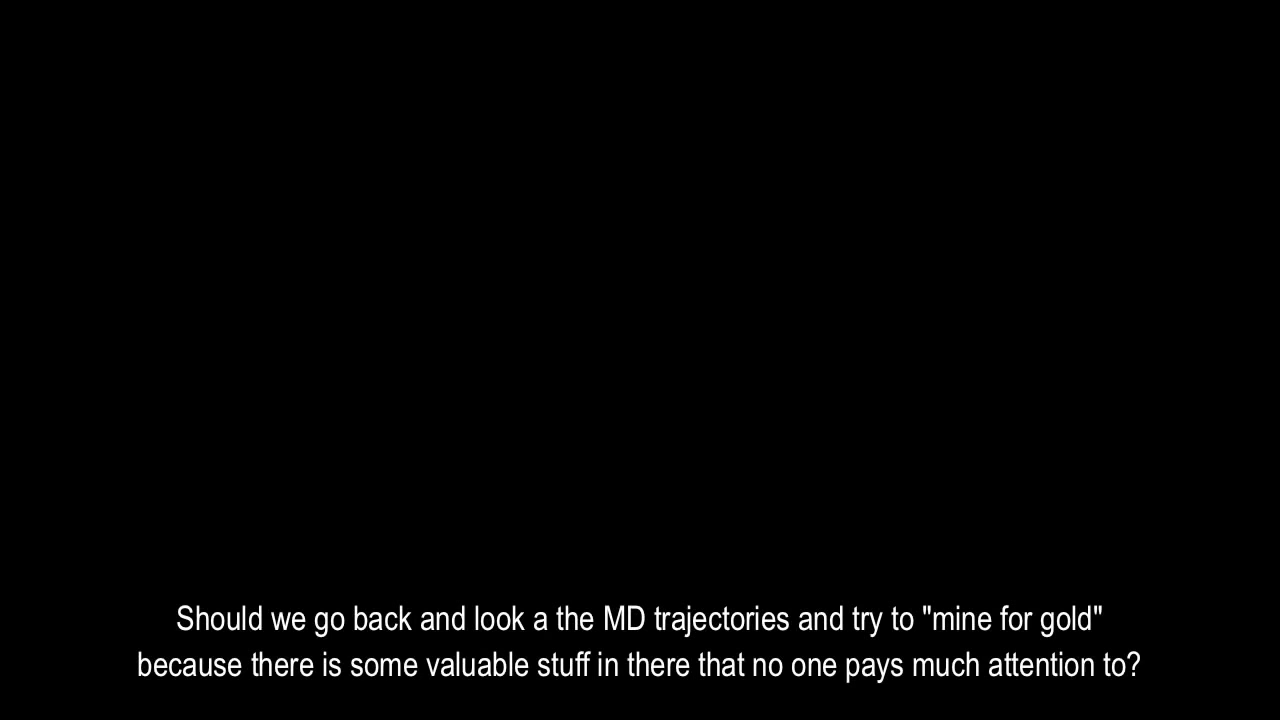 Should we go back and look a the MD trajectories and try to "mine for gold"
because there is some valuable stuff in there that no one pays much attention to?